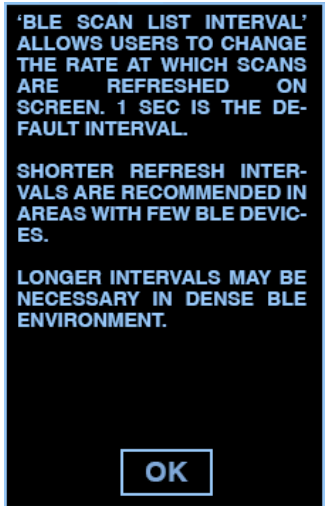 ‘BLE SCAN LIST INTERVAL’
ALLOWS USERS TO CHANGE
THE RATE AT WHICH SCANS
ARE REFRESHED ON
SCREEN. 1 SEC IS THE DE-
FAULT INTERVAL.
SHORTER REFRESH INTER-
VALS ARE RECOMMENDED IN
AREAS WITH FEW BLE DEVIC-
ES.
LONGER INTERVALS MAY BE
NECESSARY IN DENSE BLE
ENVIRONMENT.
OK